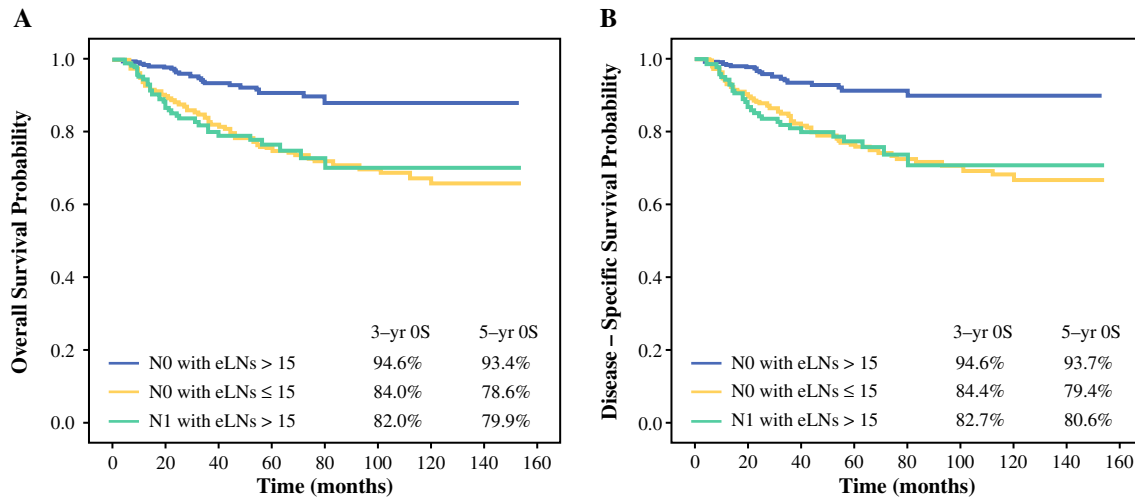 A
Overall Survival Probability
1.0
0.8
0.6
0.4
0.2
0.0
3–yr 0S 5–yr 0S
N0 with eLNs > 15 94.6% 93.4%
N0 with eLNs ≤ 15 84.0% 78.6%
N1 with eLNs > 15 82.0% 79.9%
0 20 40 60 80 100 120 140 160
Time (months)
B
Disease – Specific Survival Probability
1.0
0.8
0.6
0.4
0.2
0.0
3–yr 0S 5–yr 0S
N0 with eLNs > 15 94.6% 93.7%
N0 with eLNs ≤ 15 84.4% 79.4%
N1 with eLNs > 15 82.7% 80.6%
0 20 40 60 80 100 120 140 160
Time (months)